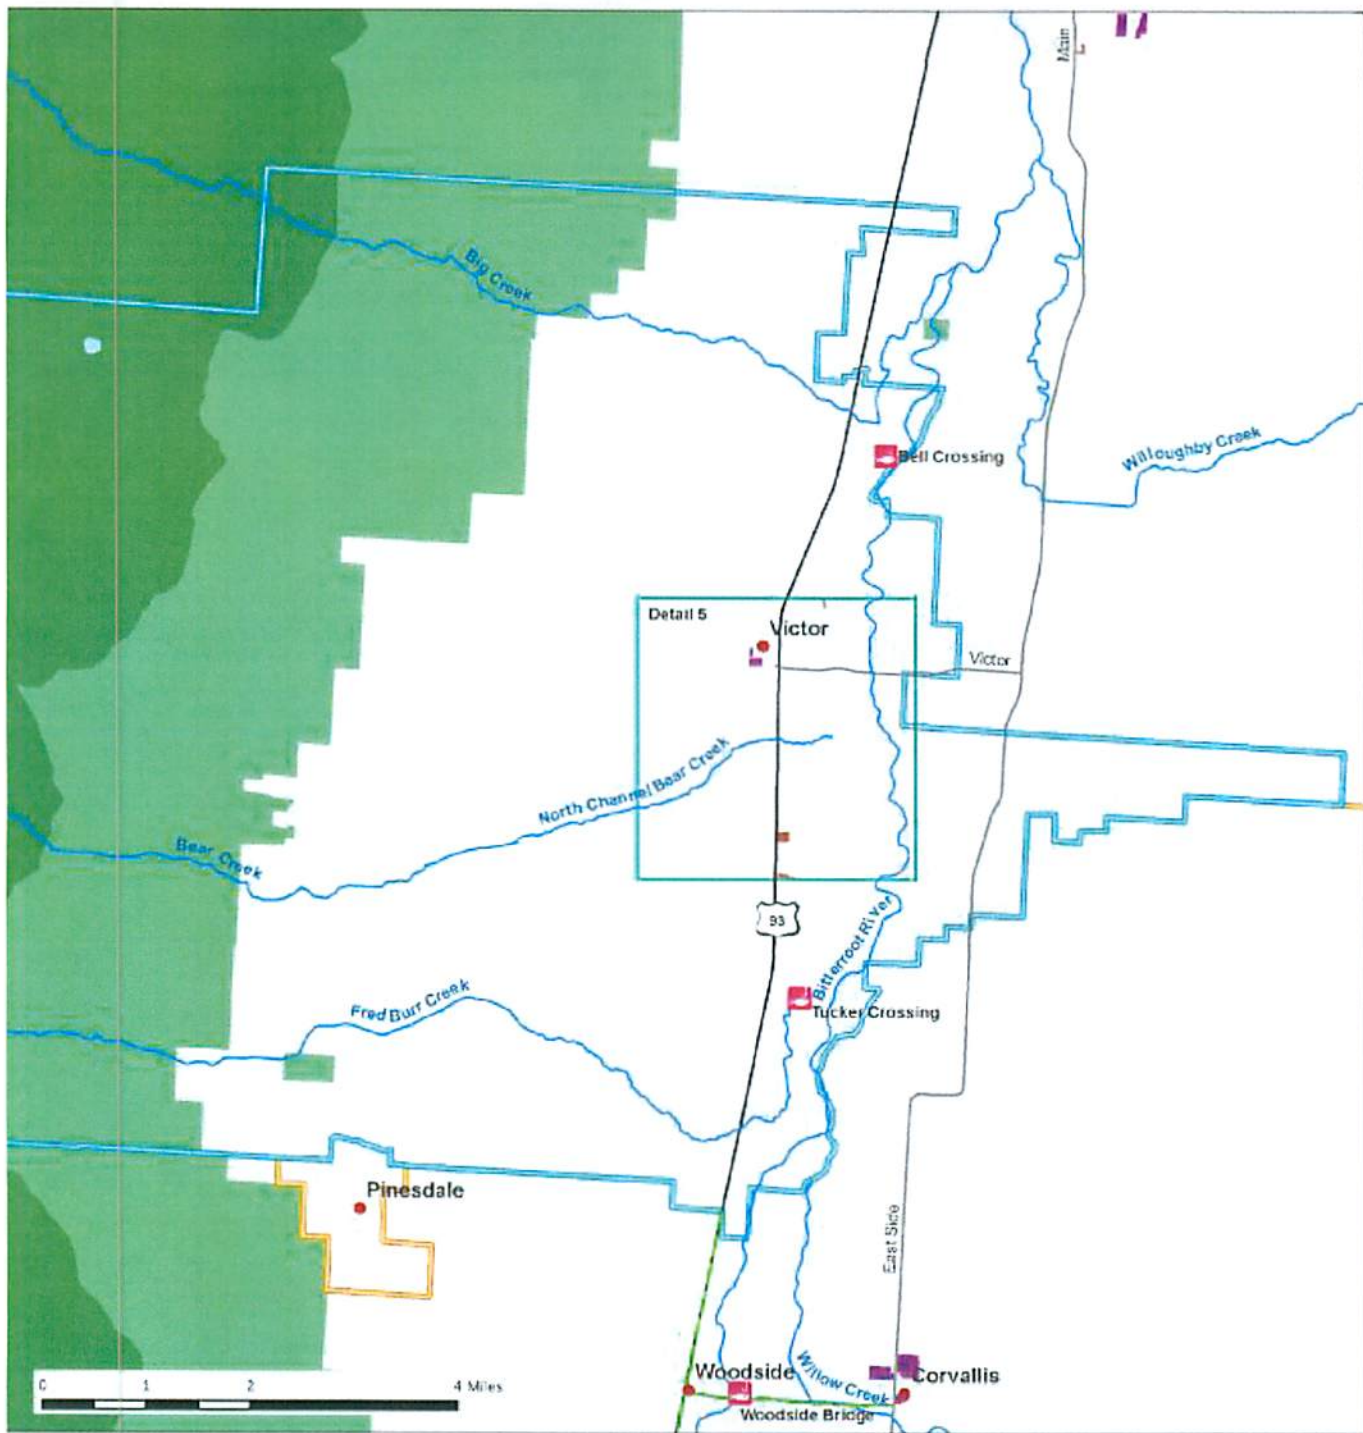 Main
Big Creek
Bell Crossing
Willoughby Creek
Detail 5
Victor
Victor
North Channel Bear Creek
Bear Creek
93
Bitterroot River
Tucker Crossing
Fred Burr Creek
Pinesdale
East Side
Woodside
Willow Creek
Corvallis
Woodside Bridge
0 1 2 4 Miles